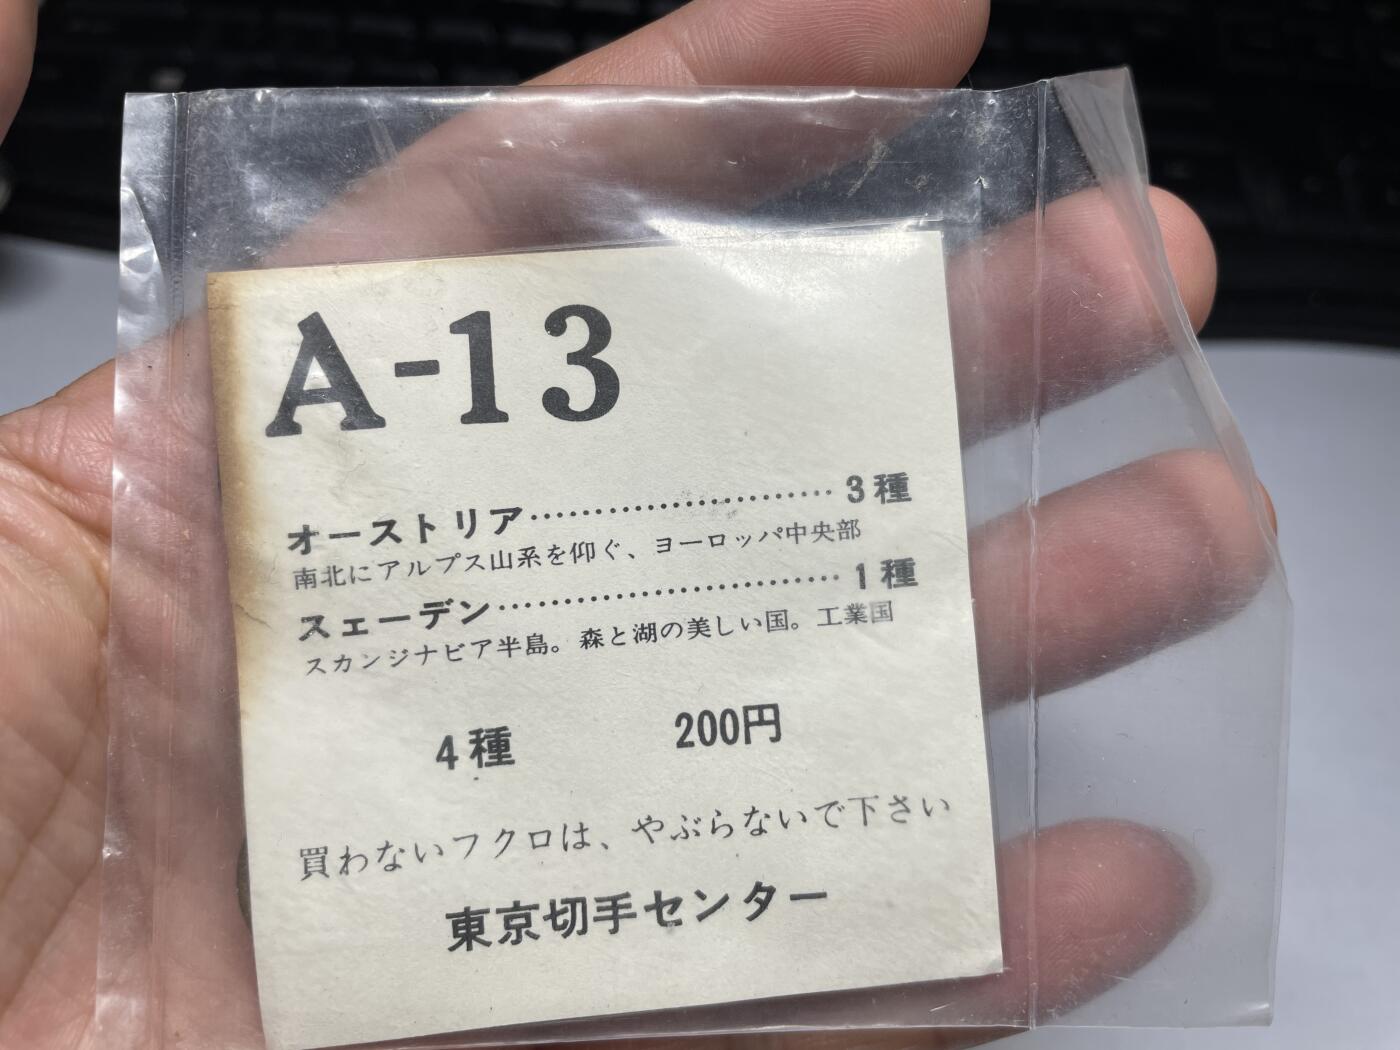 A-13
オーストリア························3種
南北にアルプス山系を仰ぐ、ヨーロッパ中央部
スェーデン···························1種
スカンジナビア半島。森と湖の美しい国。工業国
4種 200円
買わないフクロは、やぶらないで下さい
東京切手センター